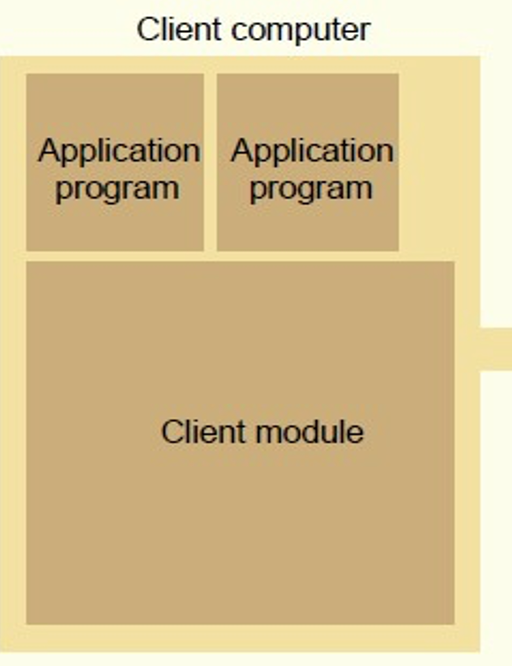 Client computer
Application
program
Application
program
Client module